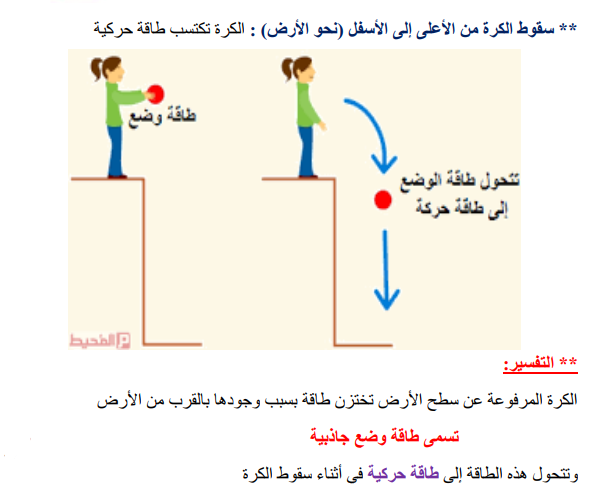 ** سقوط الكرة من الأعلى إلى الأسفل (نحو الأرض) : الكرة تكتسب طاقة حركية
طاقة وضع
تتحول طاقة الوضع
إلى طاقة حركة
المحيط
** التفسير:
الكرة المرفوعة عن سطح الأرض تختزن طاقة بسبب وجودها بالقرب من الأرض
تسمى طاقة وضع جاذبية
وتتحول هذه الطاقة إلى طاقة حركية في أثناء سقوط الكرة